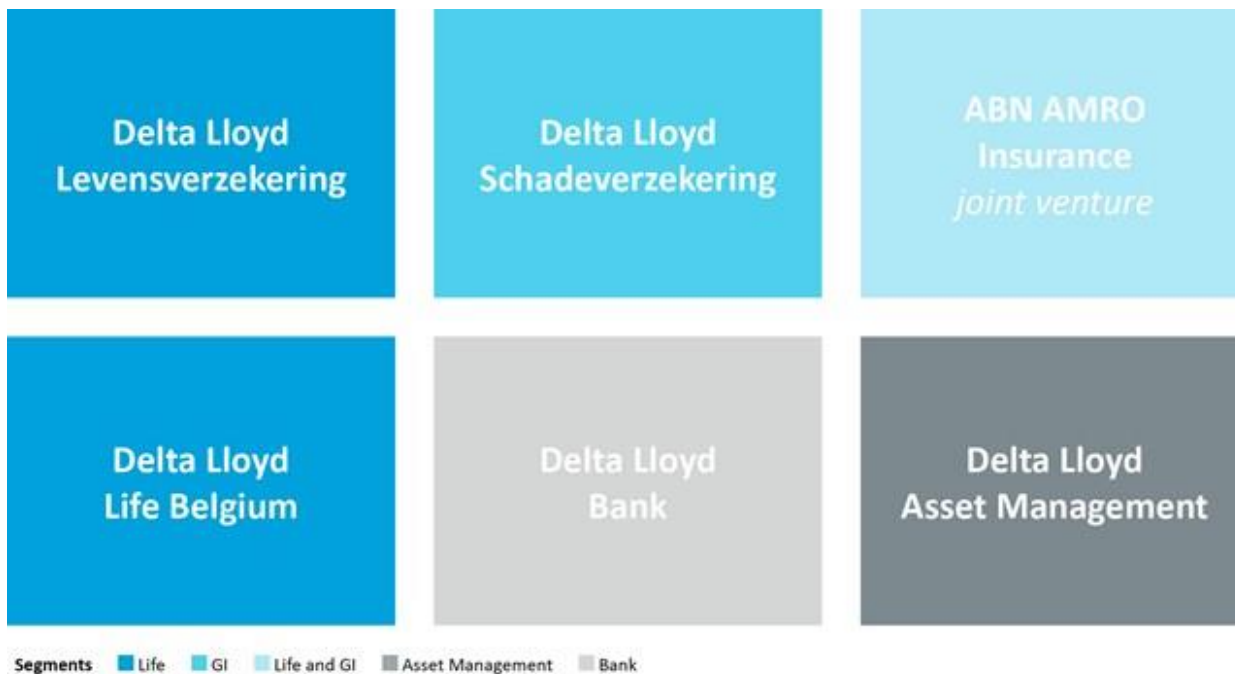 Delta Lloyd
Levensverzekering
Delta Lloyd
Schadeverzekering
ABN AMRO
Insurance
joint venture
Delta Lloyd
Life Belgium
Delta Lloyd
Bank
Delta Lloyd
Asset Management
Segments Life GI Life and GI Asset Management Bank